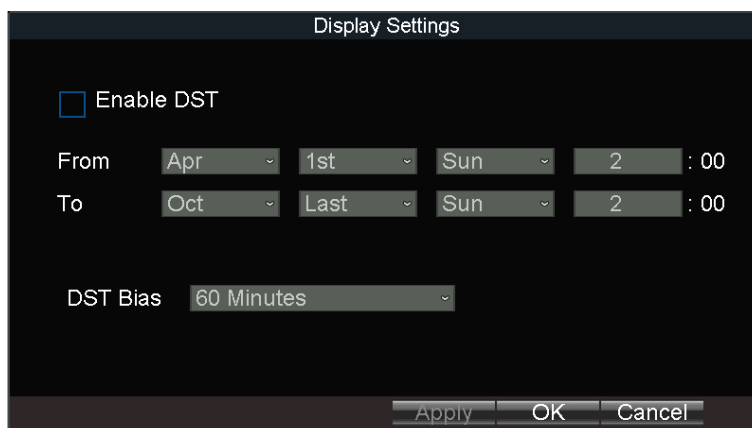 Display Settings
Enable DST
From Apr 1st Sun 2 : 00
To Oct Last Sun 2 : 00
DST Bias 60 Minutes
Apply OK Cancel